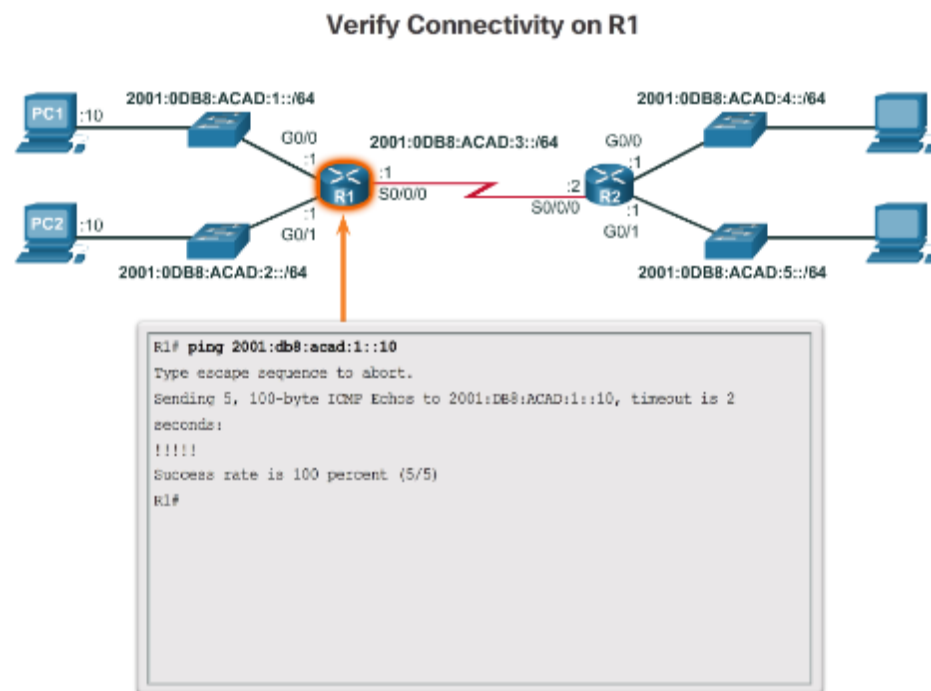 Verify Connectivity on R1
2001:0DB8:ACAD:1::/64
2001:0DB8:ACAD:4::/64
PC1
:10
G0/0
:1
2001:0DB8:ACAD:3::/64
G0/0
:1
:1
S0/0/0
R1
:2
S0/0/0
R2
PC2
:10
:1
G0/1
:1
G0/1
2001:0DB8:ACAD:2::/64
2001:0DB8:ACAD:5::/64
R1# ping 2001:db8:acad:1::10
Type escape sequence to abort.
Sending 5, 100-byte ICMP Echos to 2001:DB8:ACAD:1::10, timeout is 2
seconds:
!!!!!
Success rate is 100 percent (5/5)
R1#